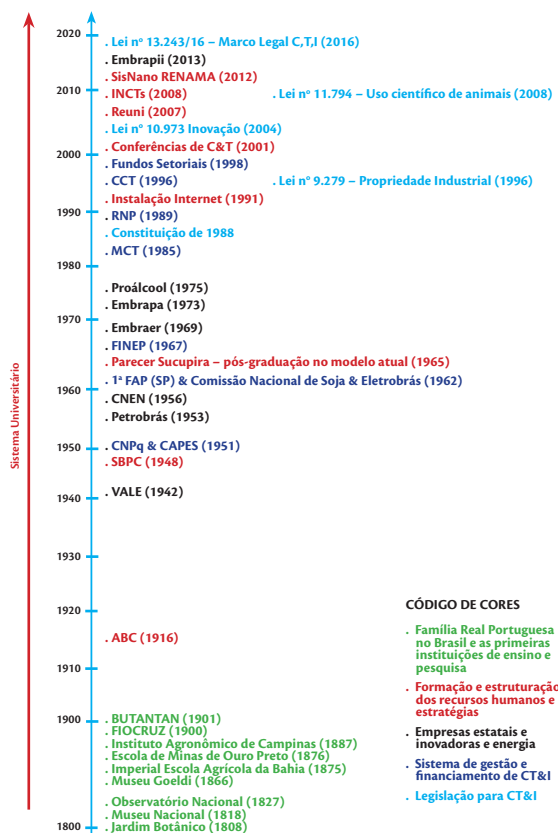 2020
. Lei nº 13.243/16 – Marco Legal C,T,I (2016)
. Embrapii (2013)
. SisNano RENAMA (2012)
2010
. INCTs (2008)
. Lei nº 11.794 – Uso científico de animais (2008)
. Reuni (2007)
. Lei nº 10.973 Inovação (2004)
. Conferências de C&T (2001)
2000
. Fundos Setoriais (1998)
. CCT (1996)
. Lei nº 9.279 – Propriedade Industrial (1996)
. Instalação Internet (1991)
1990
. RNP (1989)
. Constituição de 1988
. MCT (1985)
1980
. Proálcool (1975)
. Embrapa (1973)
1970
. Embraer (1969)
. FINEP (1967)
. Parecer Sucupira – pós-graduação no modelo atual (1965)
. 1ª FAP (SP) & Comissão Nacional de Soja & Eletrobrás (1962)
1960
. CNEN (1956)
. Petrobrás (1953)
1950
. CNPq & CAPES (1951)
. SBPC (1948)
. VALE (1942)
1940
1930
1920
. ABC (1916)
1910
1900
. BUTANTAN (1901)
. FIOCRUZ (1900)
. Instituto Agronômico de Campinas (1887)
. Escola de Minas de Ouro Preto (1876)
. Imperial Escola Agrícola da Bahia (1875)
. Museu Goeldi (1866)
. Observatório Nacional (1827)
. Museu Nacional (1818)
1800
. Jardim Botânico (1808)
Sistema Universitário
CÓDIGO DE CORES
. Família Real Portuguesa
no Brasil e as primeiras
instituições de ensino e
pesquisa
. Formação e estruturação
dos recursos humanos e
estratégias
. Empresas estatais e
inovadoras e energia
. Sistema de gestão e
financiamento de CT&I
. Legislação para CT&I